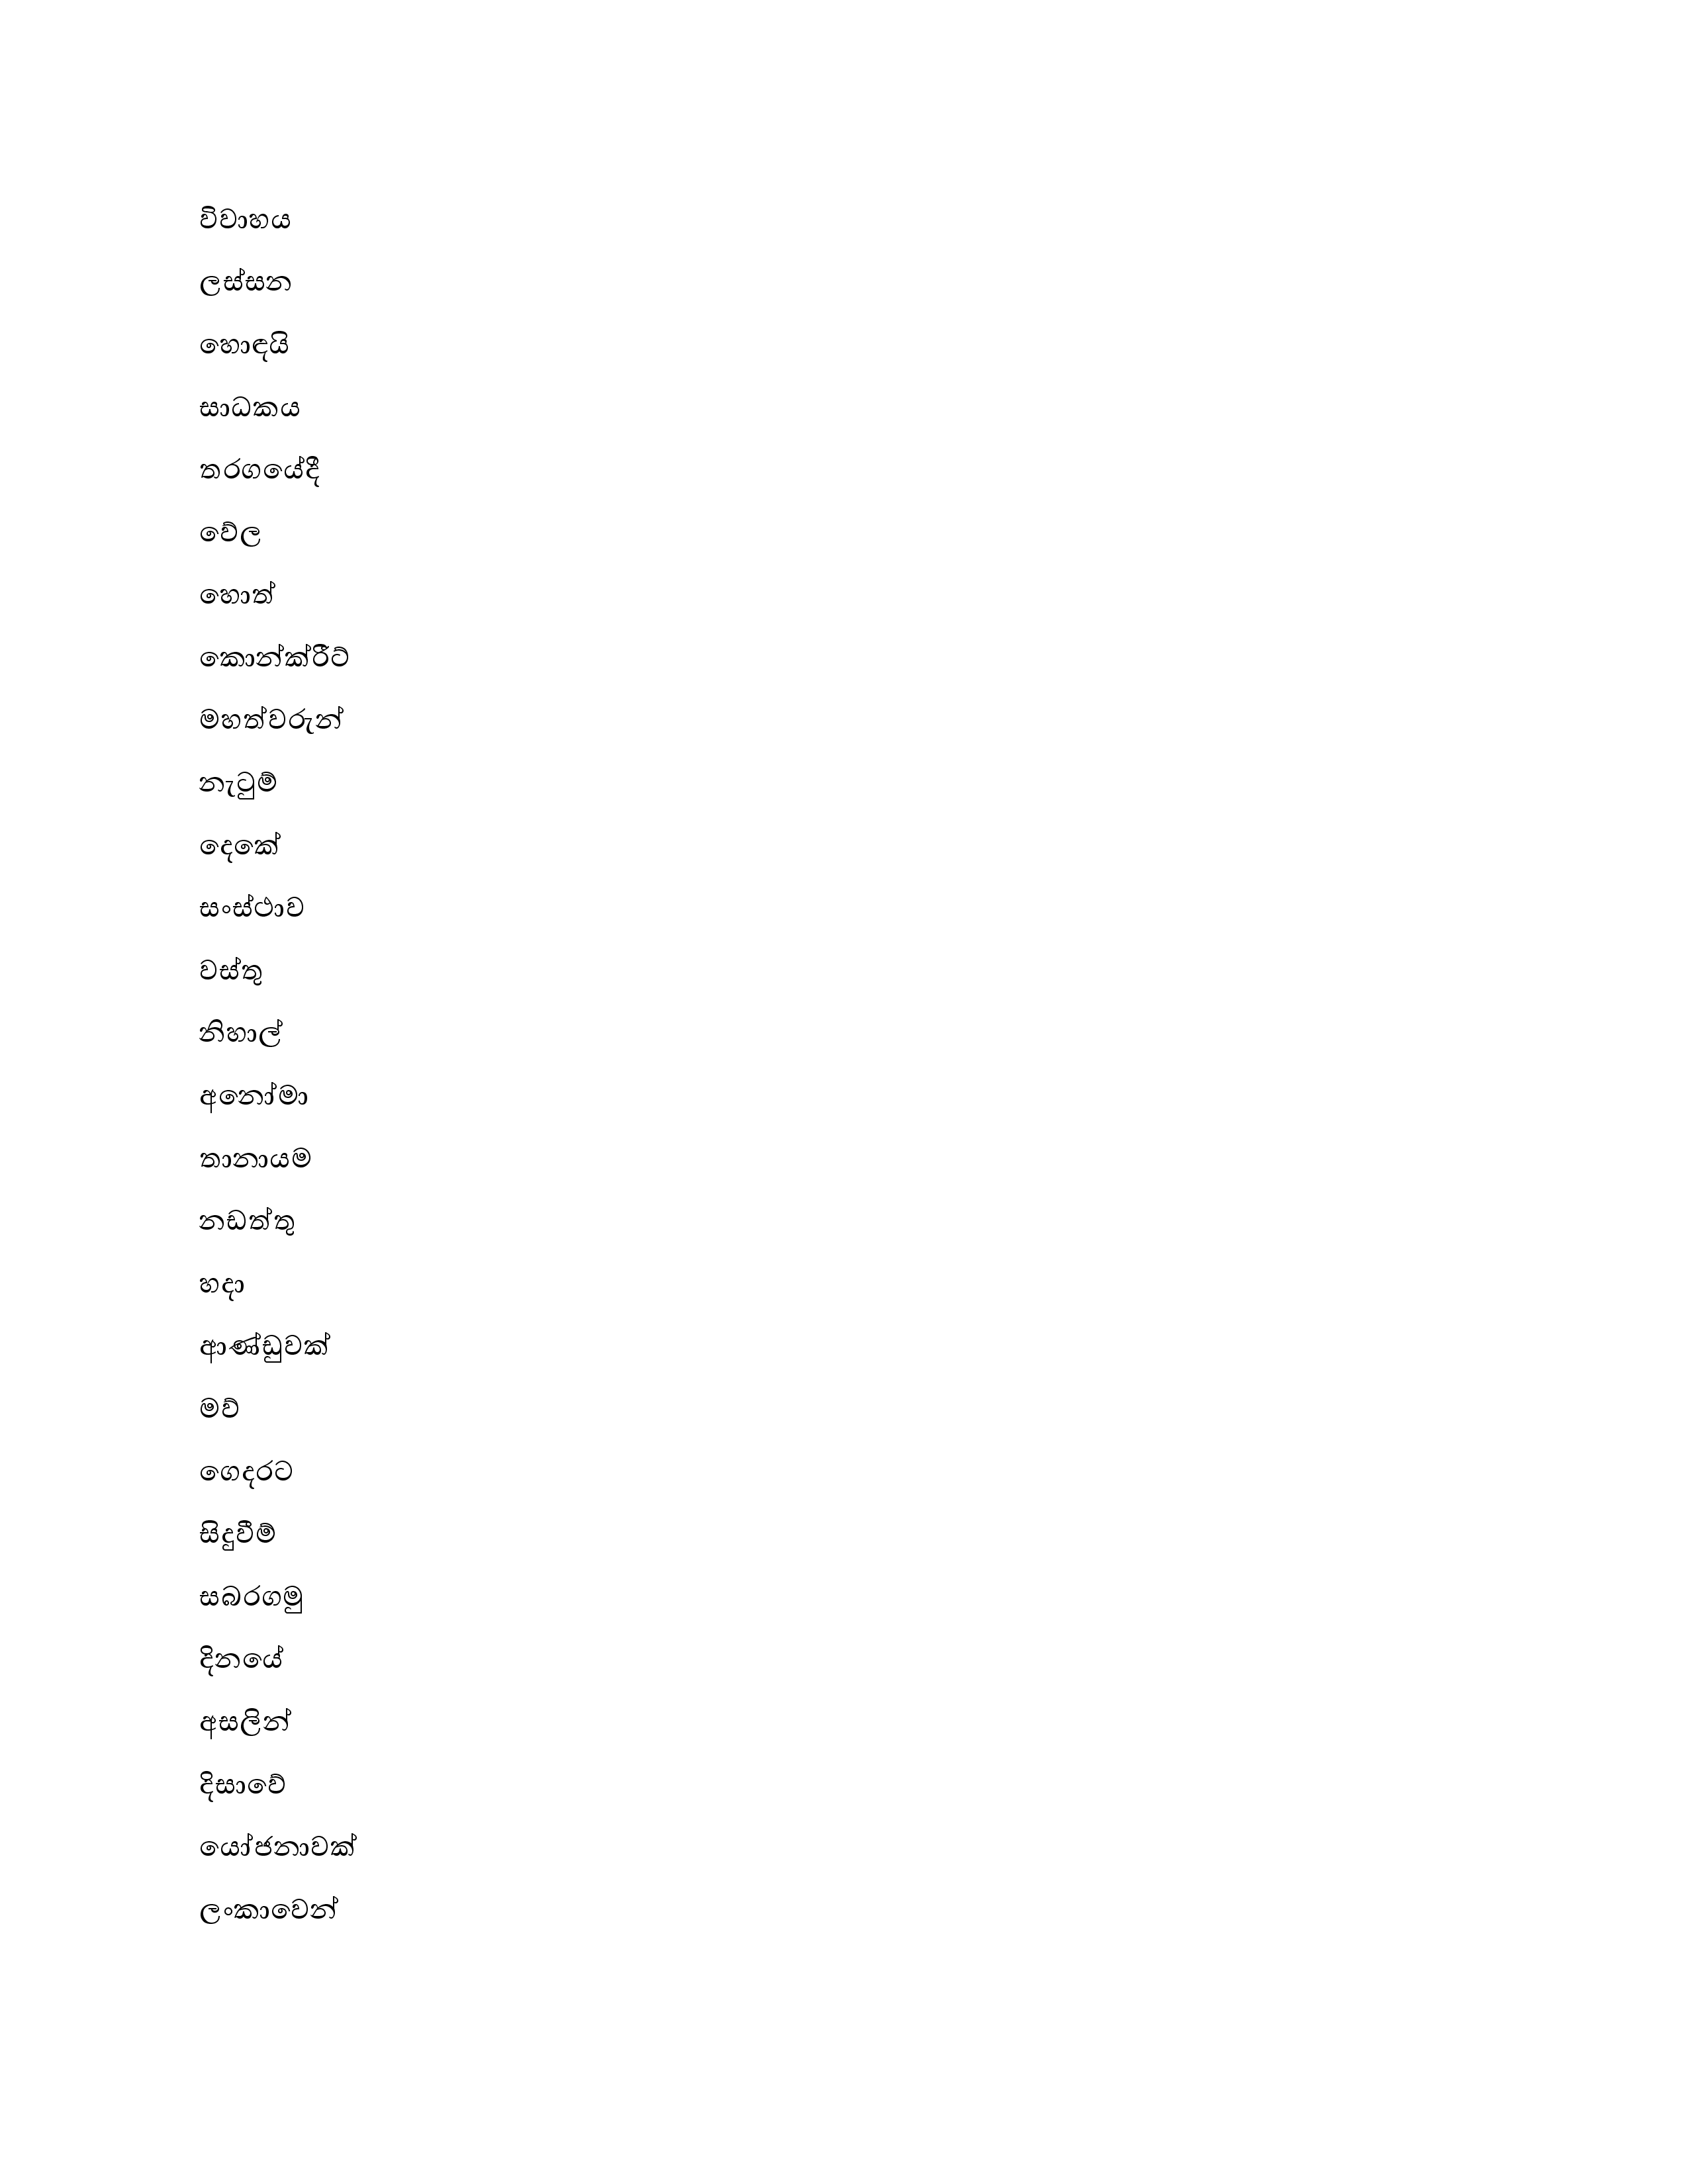 විවාහය
ලස්සන
හොඳයි
සාධකය
තරගයේදී
වේල
හොත්
කොන්ක්රීට්
මහත්වරුන්
නැටුම්
දෙකේ
සංස්ථාව
වස්තු
නිහාල්
අනෝමා
තානායම
නඩත්තු
හදා
ආණ්ඩුවක්
මව්
ගෙදරට
සිදුවීම්
සබරගමු
දිනයේ
අසලින්
දිසාවේ
යෝජනාවක්
ලංකාවෙන්